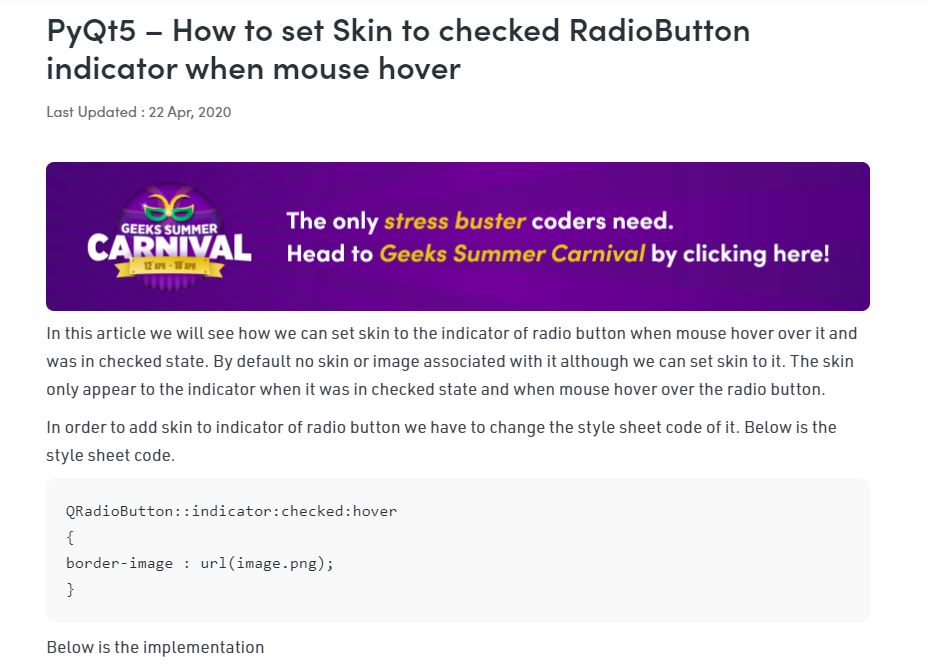 PyQt5 – How to set Skin to checked RadioButton
indicator when mouse hover
Last Updated : 22 Apr, 2020
GEEKS SUMMER
CARNIVAL
12 APR - 18 APR
The only stress buster coders need.
Head to Geeks Summer Carnival by clicking here!
In this article we will see how we can set skin to the indicator of radio button when mouse hover over it and
was in checked state. By default no skin or image associated with it although we can set skin to it. The skin
only appear to the indicator when it was in checked state and when mouse hover over the radio button.
In order to add skin to indicator of radio button we have to change the style sheet code of it. Below is the
style sheet code.
QRadioButton::indicator:checked:hover
{
border-image : url(image.png);
}
Below is the implementation